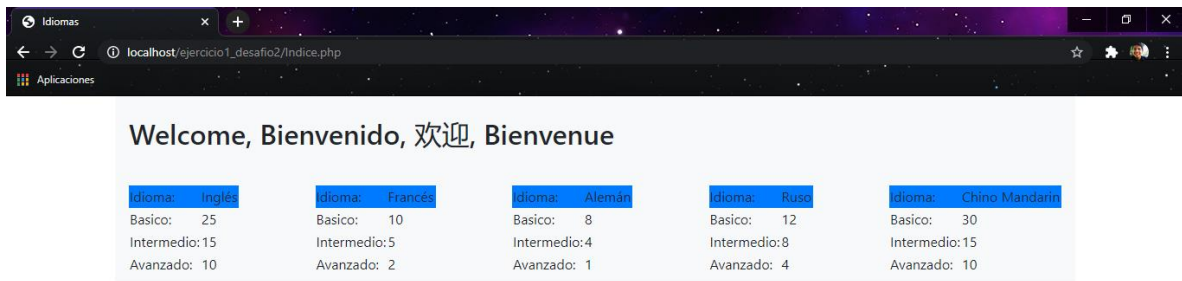 Idiomas
localhost/ejercicio1_desafio2/Indice.php
Aplicaciones
Welcome, Bienvenido, 欢迎, Bienvenue
Idioma: Inglés Idioma: Francés Idioma: Alemán Idioma: Ruso Idioma: Chino Mandarin
Basico: 25 Basico: 10 Basico: 8 Basico: 12 Basico: 30
Intermedio: 15 Intermedio: 5 Intermedio: 4 Intermedio: 8 Intermedio: 15
Avanzado: 10 Avanzado: 2 Avanzado: 1 Avanzado: 4 Avanzado: 10